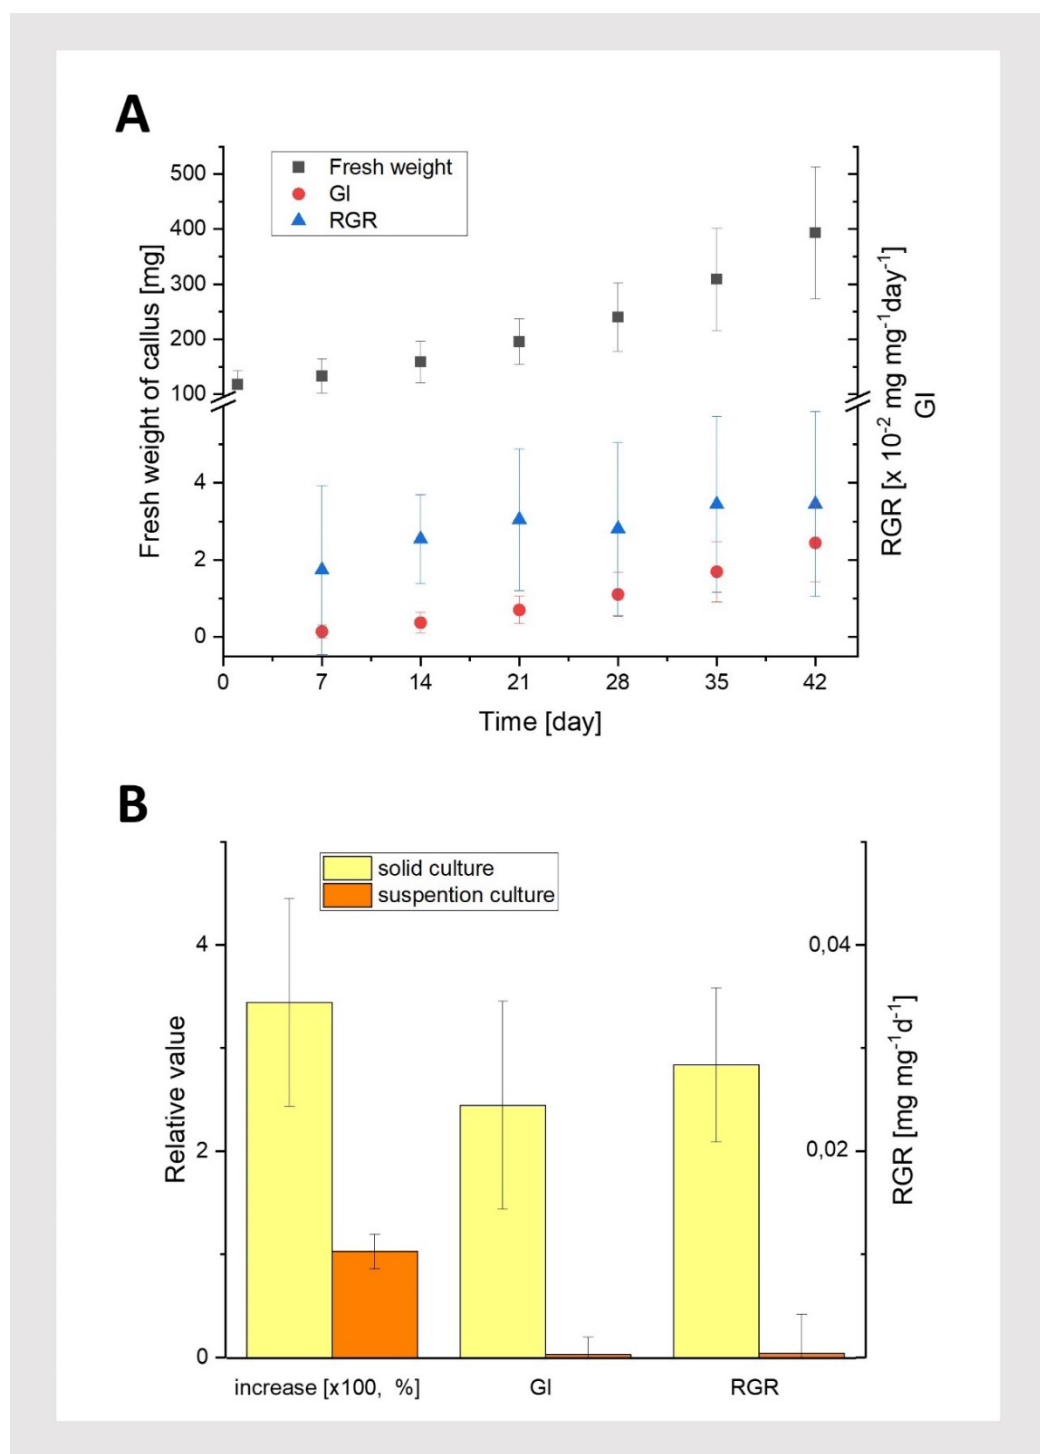 A
Fresh weight
GI
RGR
500
400
300
200
100
4
2
0
Fresh weight of callus [mg]
RGR [x 10⁻² mg mg⁻¹day⁻¹]
GI
0 7 14 21 28 35 42
Time [day]
B
solid culture
suspention culture
4
2
0
Relative value
0,04
0,02
RGR [mg mg⁻¹d⁻¹]
increase [x100, %] GI RGR